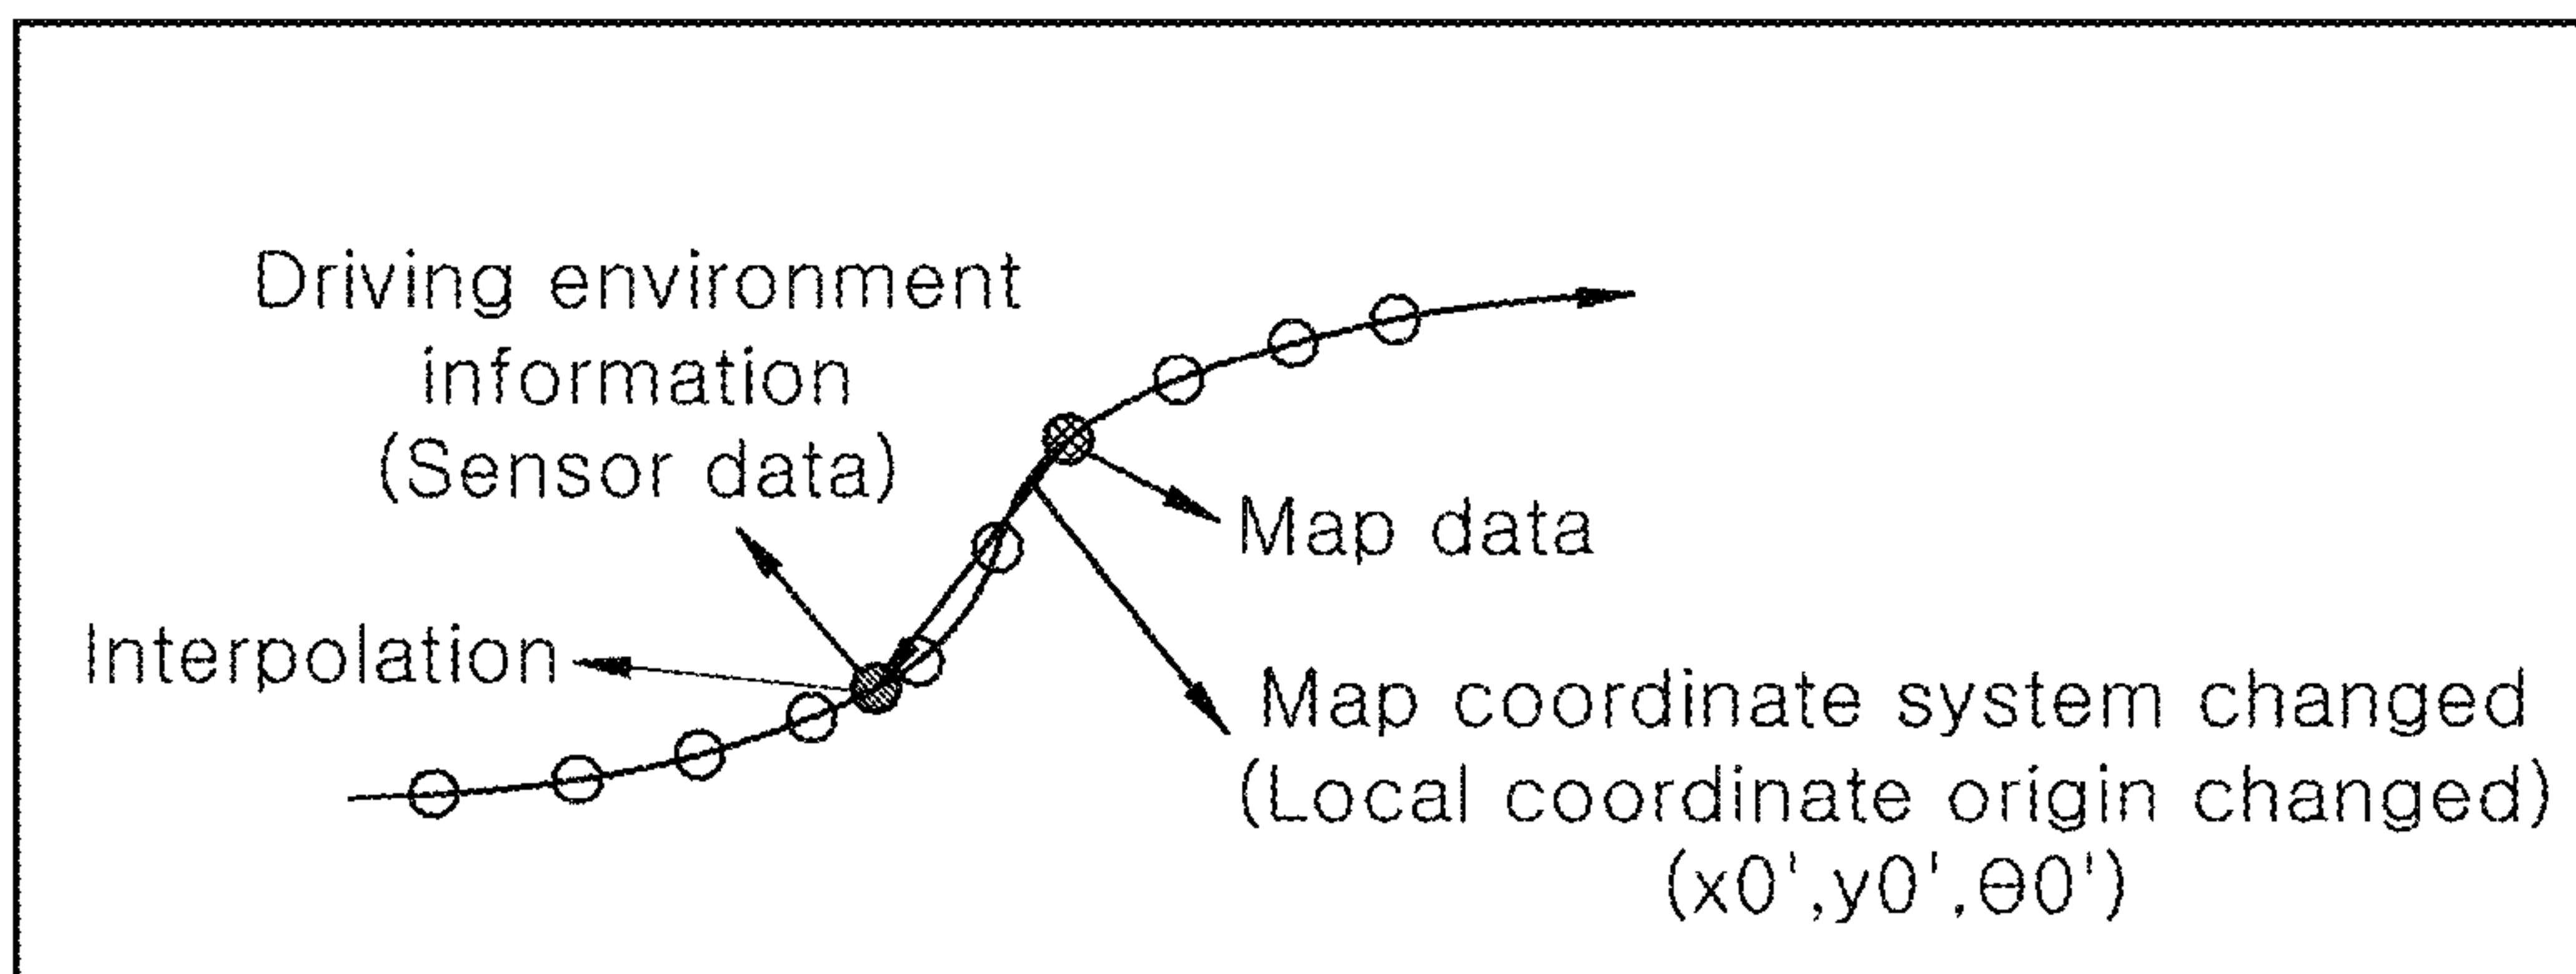 Driving environment
information
(Sensor data)
Map data
Interpolation
Map coordinate system changed
(Local coordinate origin changed)
(x0',y0',θ0')